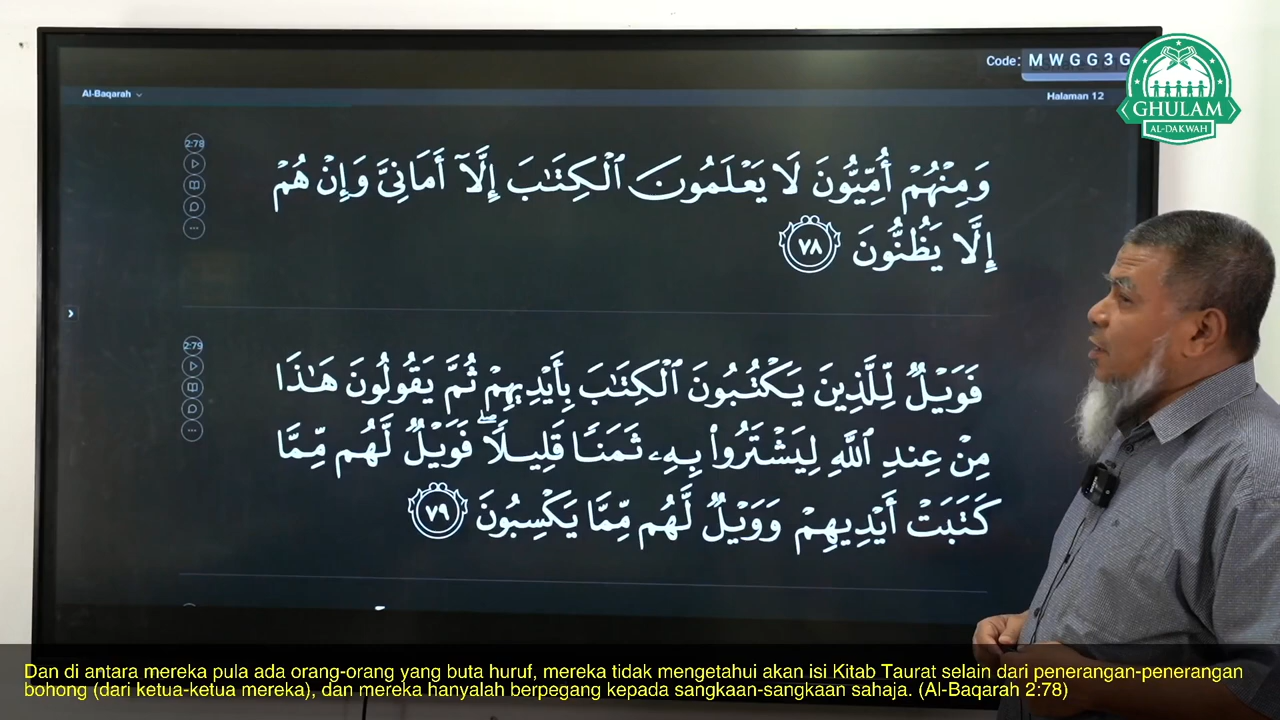 Code: M W G G 3 G
Al-Baqarah
Halaman 12
GHULAM
AL-DAKWAH
2:78
وَمِنْهُمْ أُمِّيُّونَ لَا يَعْلَمُونَ ٱلْكِتَـٰبَ إِلَّآ أَمَانِىَّ وَإِنْ هُمْ
إِلَّا يَظُنُّونَ ٧٨
2:79
فَوَيْلٌ لِّلَّذِينَ يَكْتُبُونَ ٱلْكِتَـٰبَ بِأَيْدِيهِمْ ثُمَّ يَقُولُونَ هَـٰذَا
مِنْ عِندِ ٱللَّهِ لِيَشْتَرُوا۟ بِهِۦ ثَمَنًا قَلِيلًا ۖ فَوَيْلٌ لَّهُم مِّمَّا
كَتَبَتْ أَيْدِيهِمْ وَوَيْلٌ لَّهُم مِّمَّا يَكْسِبُونَ ٧٩
Dan di antara mereka pula ada orang-orang yang buta huruf, mereka tidak mengetahui akan isi Kitab Taurat selain dari penerangan-penerangan
bohong (dari ketua-ketua mereka), dan mereka hanyalah berpegang kepada sangkaan-sangkaan sahaja. (Al-Baqarah 2:78)